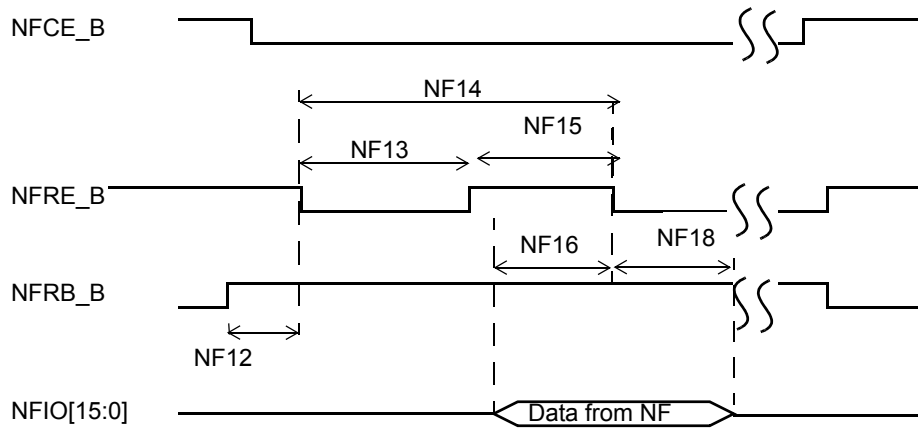 NFCE_B
NF14
NF15
NF13
NFRE_B
NF16
NF18
NFRB_B
NF12
NFIO[15:0]
Data from NF